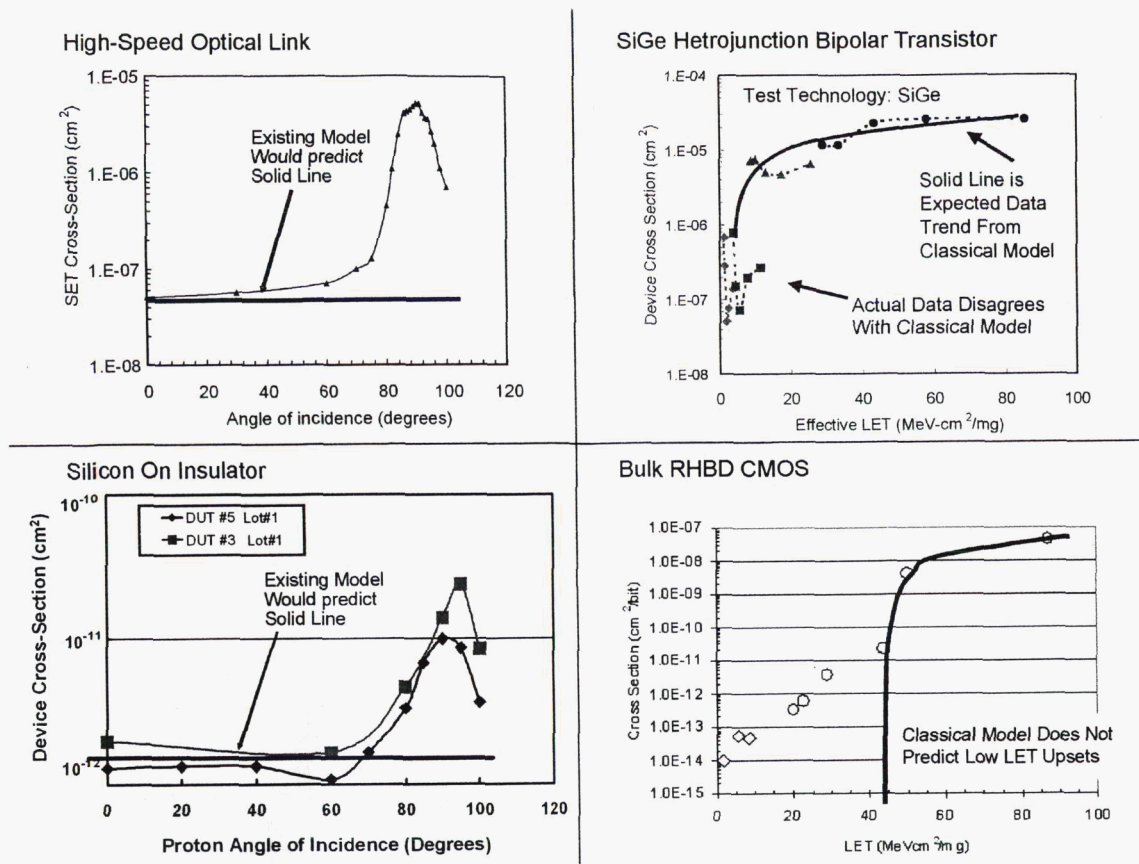 High-Speed Optical Link
1.E-05
1.E-06
1.E-07
1.E-08
SET Cross-Section (cm2)
Existing Model
Would predict
Solid Line
0 20 40 60 80 100 120
Angle of incidence (degrees)
SiGe Hetrojunction Bipolar Transistor
1.E-04
1.E-05
1.E-06
1.E-07
1.E-08
Device Cross Section (cm2)
Test Technology: SiGe
Solid Line is
Expected Data
Trend From
Classical Model
Actual Data Disagrees
With Classical Model
0 20 40 60 80 100
Effective LET (MeV-cm2/mg)
Silicon On Insulator
10-10
10-11
10-12
Device Cross-Section (cm2)
DUT #5 Lot#1
DUT #3 Lot#1
Existing Model
Would predict
Solid Line
0 20 40 60 80 100 120
Proton Angle of Incidence (Degrees)
Bulk RHBD CMOS
1.0E-07
1.0E-08
1.0E-09
1.0E-10
1.0E-11
1.0E-12
1.0E-13
1.0E-14
1.0E-15
Cross Section (cm2/bit)
Classical Model Does Not
Predict Low LET Upsets
0 20 40 60 80 100
LET (MeVcm2/mg)